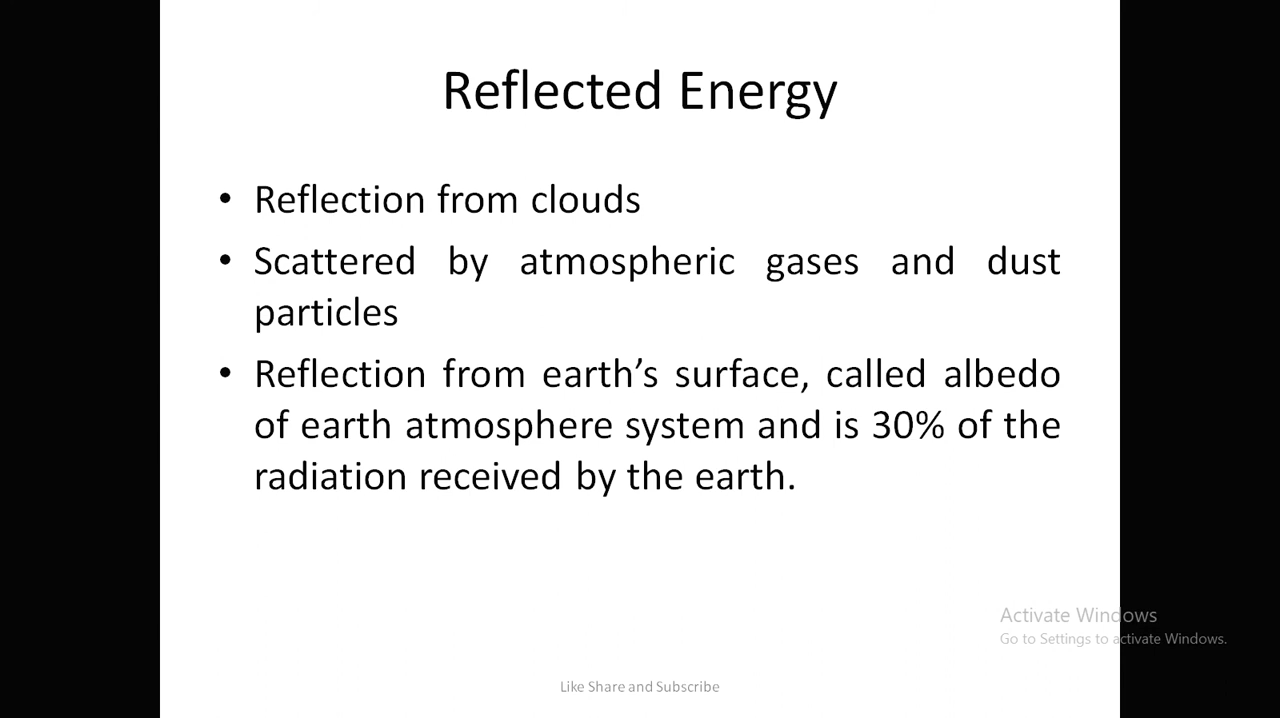 Reflected Energy
• Reflection from clouds
• Scattered by atmospheric gases and dust
particles
• Reflection from earth’s surface, called albedo
of earth atmosphere system and is 30% of the
radiation received by the earth.
Activate Windows
Go to Settings to activate Windows.
Like Share and Subscribe